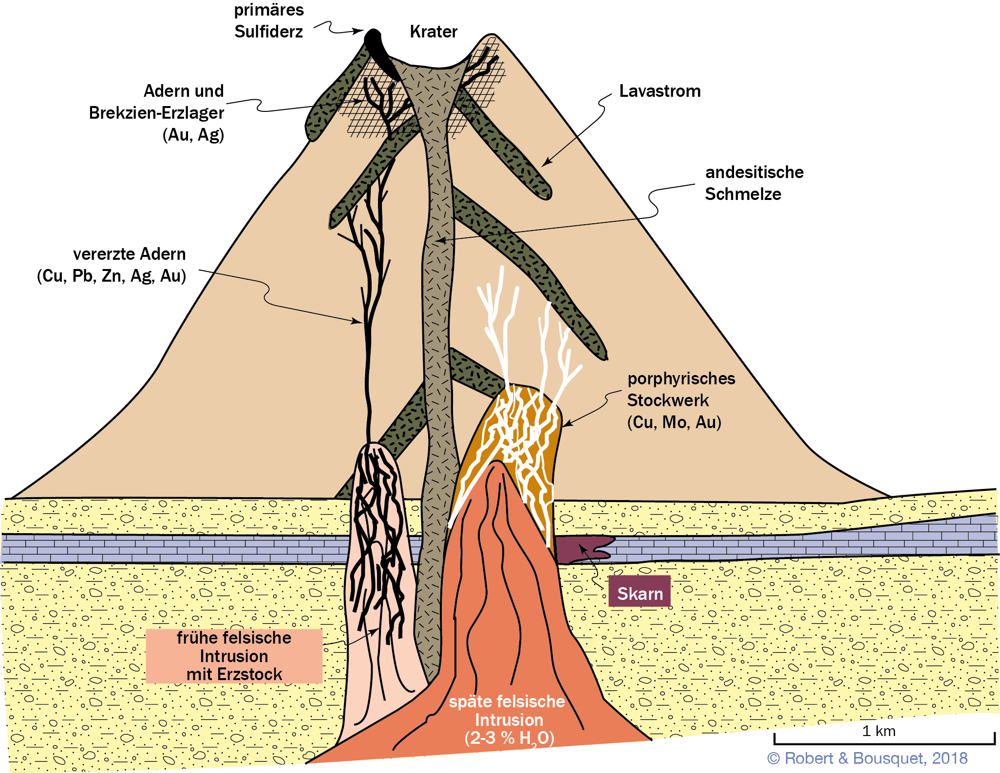 primäres
Sulfiderz
Krater
Adern und
Brekzien-Erzlager
(Au, Ag)
Lavastrom
andesitische
Schmelze
vererzte Adern
(Cu, Pb, Zn, Ag, Au)
porphyrisches
Stockwerk
(Cu, Mo, Au)
Skarn
frühe felsische
Intrusion
mit Erzstock
späte felsische
Intrusion
(2-3 % H₂O)
1 km
© Robert & Bousquet, 2018